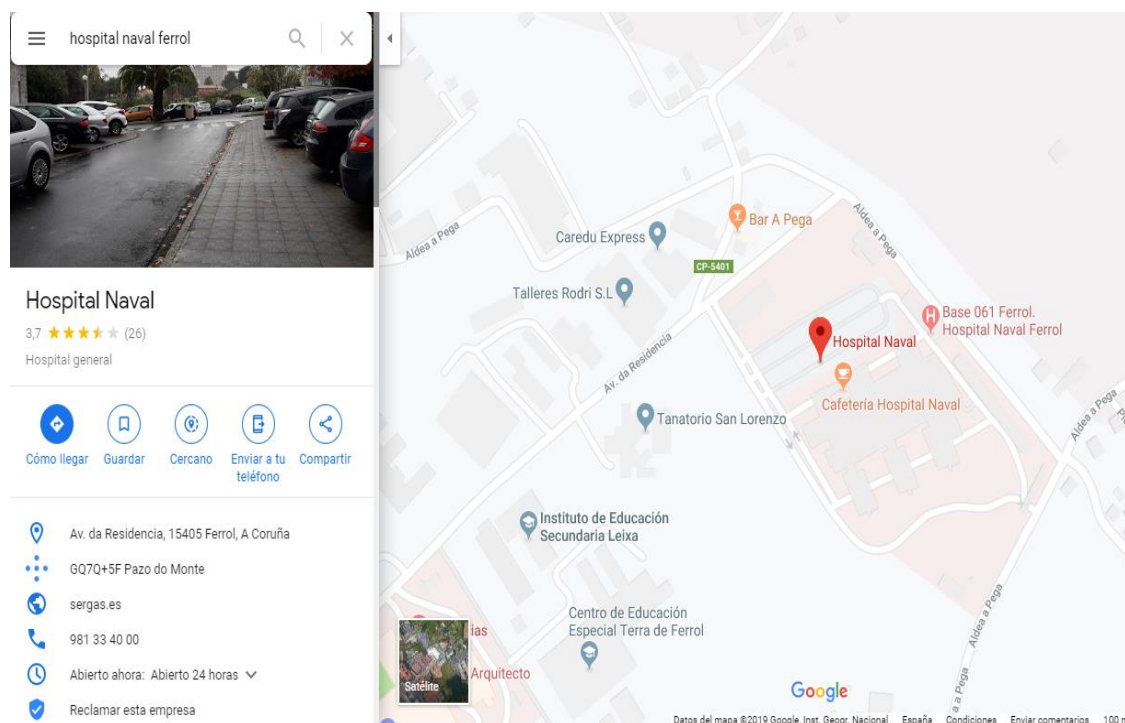 hospital naval ferrol
Hospital Naval
3,7
(26)
Hospital general
Cómo llegar
Guardar
Cercano
Enviar a tu
teléfono
Compartir
Av. da Residencia, 15405 Ferrol, A Coruña
GQ7Q+5F Pazo do Monte
sergas.es
981 33 40 00
Abierto ahora: Abierto 24 horas
Reclamar esta empresa
Aldea a Pega
Caredu Express
Bar A Pega
Aldea a Pega
CP-5401
Talleres Rodri S.L
Base 061 Ferrol.
Hospital Naval Ferrol
H
Hospital Naval
Av. da Residencia
Cafetería Hospital Naval
Tanatorio San Lorenzo
Aldea a Pega
Instituto de Educación
Secundaria Leixa
Centro de Educación
Especial Terra de Ferrol
Aldea a Pega
ias
Arquitecto
Satélite
Google
a a Pega
Datos del mapa ©2019 Google, Inst. Geogr. Nacional
España
Condiciones
Enviar comentarios
100 m